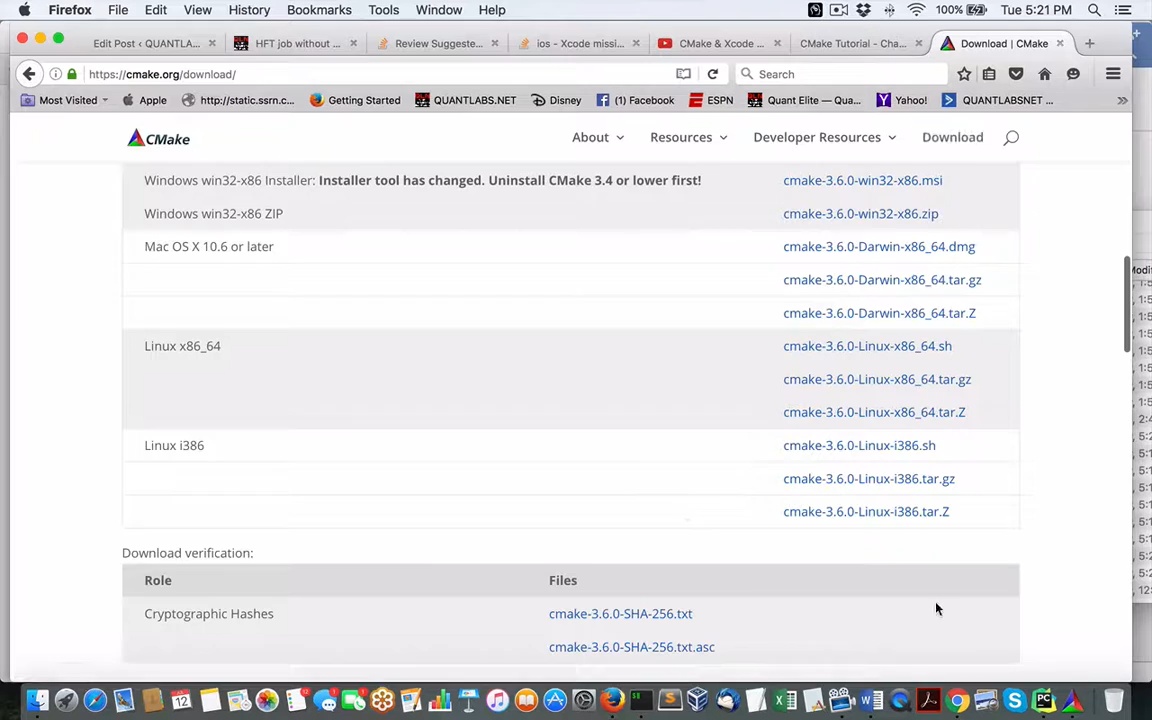 Firefox File Edit View History Bookmarks Tools Window Help 100% Tue 5:21 PM
Edit Post ‹ QUANTLA... HFT job without ... Review Suggeste... ios - Xcode missi... CMake & Xcode ... CMake Tutorial - Cha... Download | CMake
https://cmake.org/download/ Search
Most Visited Apple http://static.ssrn.c... Getting Started QUANTLABS.NET Disney (1) Facebook ESPN Quant Elite — Qua... Yahoo! QUANTLABSNET ...
CMake About Resources Developer Resources Download
Windows win32-x86 Installer: Installer tool has changed. Uninstall CMake 3.4 or lower first! cmake-3.6.0-win32-x86.msi
Windows win32-x86 ZIP cmake-3.6.0-win32-x86.zip
Mac OS X 10.6 or later cmake-3.6.0-Darwin-x86_64.dmg
cmake-3.6.0-Darwin-x86_64.tar.gz
cmake-3.6.0-Darwin-x86_64.tar.Z
Linux x86_64 cmake-3.6.0-Linux-x86_64.sh
cmake-3.6.0-Linux-x86_64.tar.gz
cmake-3.6.0-Linux-x86_64.tar.Z
Linux i386 cmake-3.6.0-Linux-i386.sh
cmake-3.6.0-Linux-i386.tar.gz
cmake-3.6.0-Linux-i386.tar.Z
Download verification:
Role Files
Cryptographic Hashes cmake-3.6.0-SHA-256.txt
cmake-3.6.0-SHA-256.txt.asc